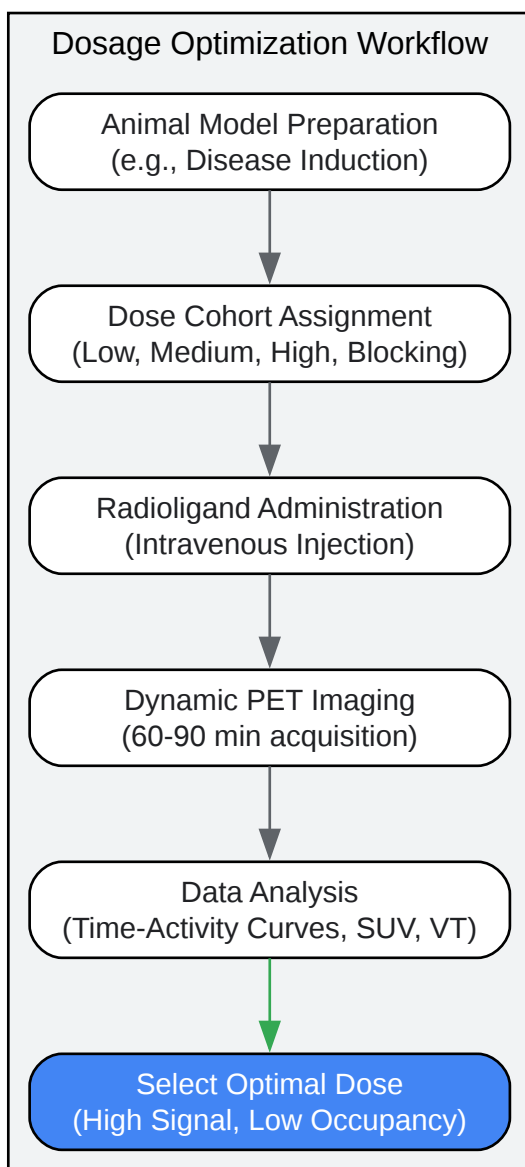 Dosage Optimization Workflow
Animal Model Preparation
(e.g., Disease Induction)
Dose Cohort Assignment
(Low, Medium, High, Blocking)
Radioligand Administration
(Intravenous Injection)
Dynamic PET Imaging
(60-90 min acquisition)
Data Analysis
(Time-Activity Curves, SUV, VT)
Select Optimal Dose
(High Signal, Low Occupancy)